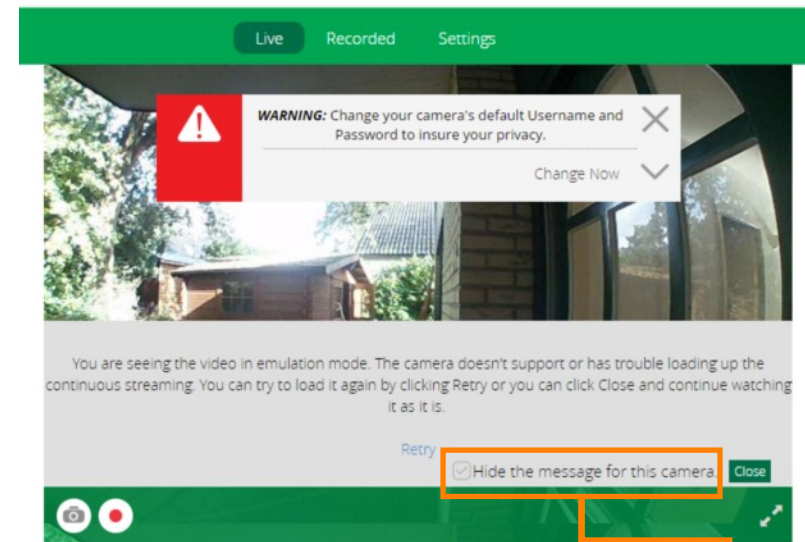 Live Recorded Settings
WARNING: Change your camera's default Username and
Password to insure your privacy.
Change Now
You are seeing the video in emulation mode. The camera doesn't support or has trouble loading up the
continuous streaming. You can try to load it again by clicking Retry or you can click Close and continue watching
it as it is.
Retry
Hide the message for this camera. Close